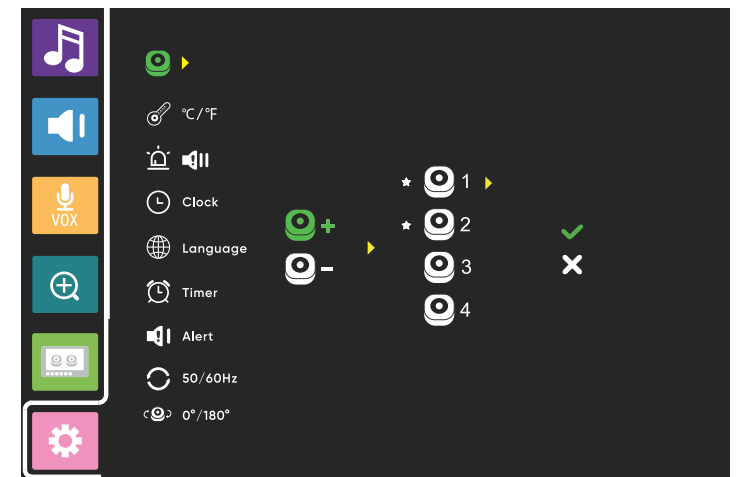 VOX
°C/°F
Clock
Language
Timer
Alert
50/60Hz
0°/180°
1
2
3
4